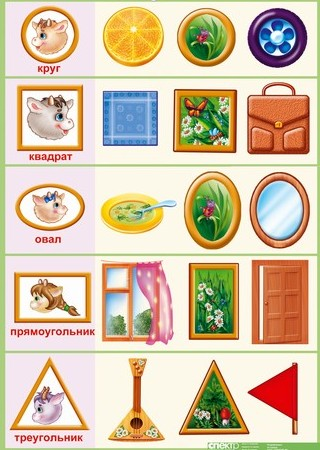 круг
квадрат
овал
прямоугольник
треугольник
спектр